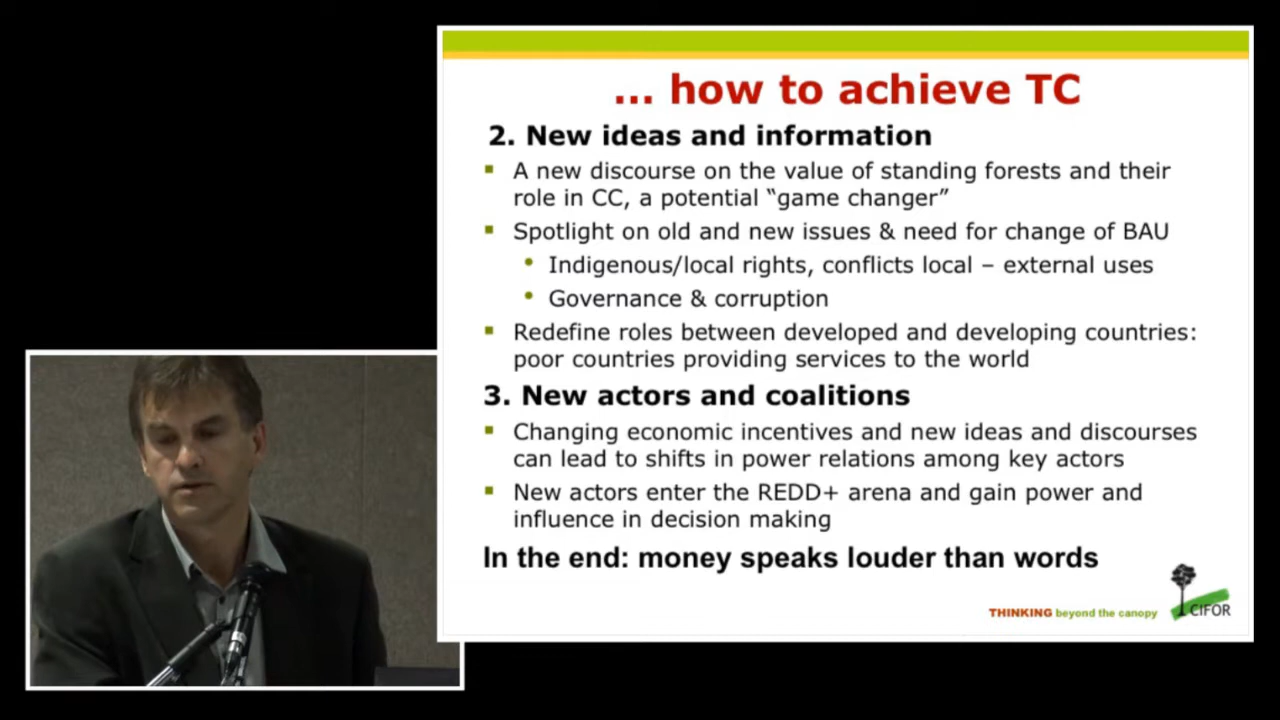 ... how to achieve TC
2. New ideas and information
A new discourse on the value of standing forests and their
role in CC, a potential “game changer”
Spotlight on old and new issues & need for change of BAU
Indigenous/local rights, conflicts local – external uses
Governance & corruption
Redefine roles between developed and developing countries:
poor countries providing services to the world
3. New actors and coalitions
Changing economic incentives and new ideas and discourses
can lead to shifts in power relations among key actors
New actors enter the REDD+ arena and gain power and
influence in decision making
In the end: money speaks louder than words
THINKING beyond the canopy
CIFOR